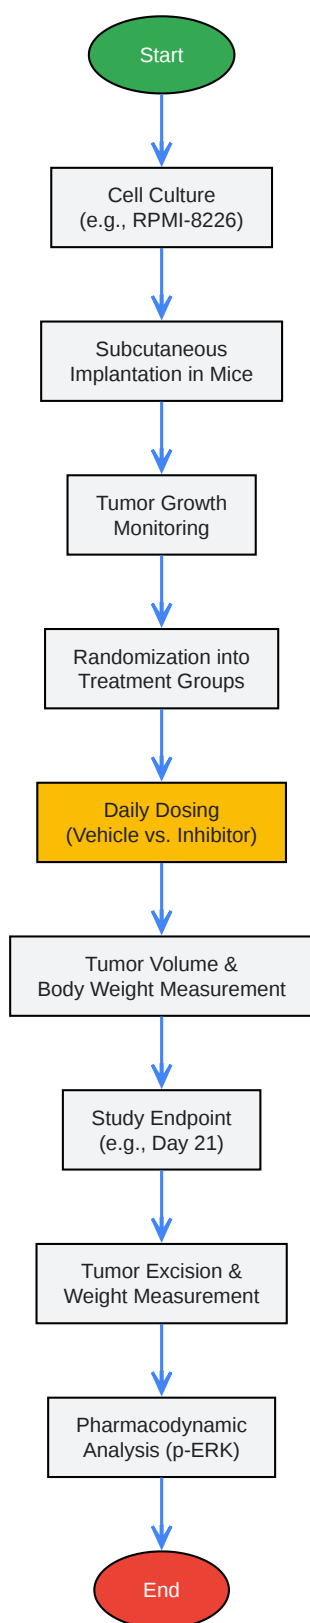 Start
Cell Culture
(e.g., RPMI-8226)
Subcutaneous
Implantation in Mice
Tumor Growth
Monitoring
Randomization into
Treatment Groups
Daily Dosing
(Vehicle vs. Inhibitor)
Tumor Volume &
Body Weight Measurement
Study Endpoint
(e.g., Day 21)
Tumor Excision &
Weight Measurement
Pharmacodynamic
Analysis (p-ERK)
End